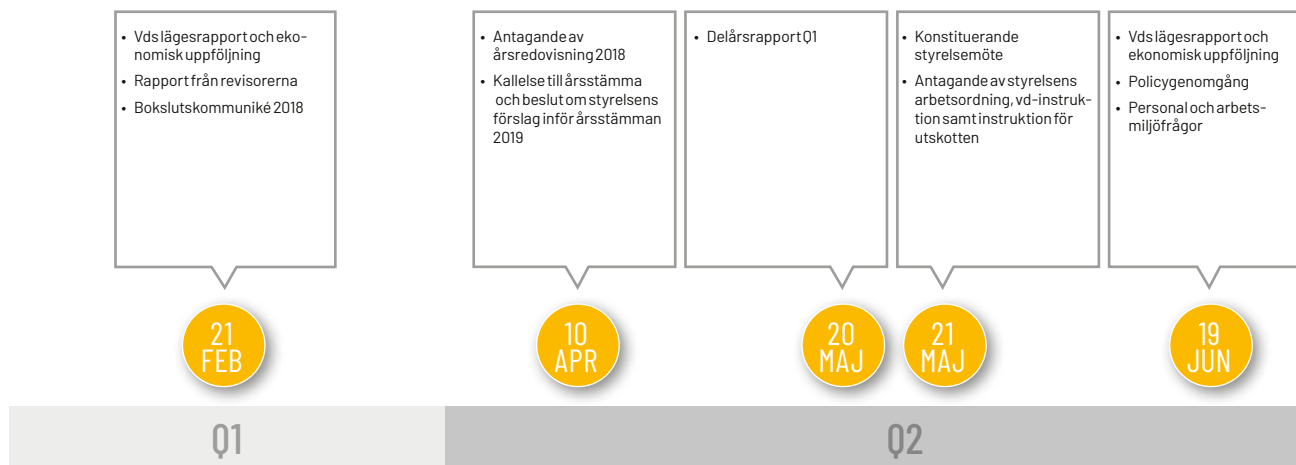 • Vds lägesrapport och eko-
nomisk uppföljning
• Rapport från revisorerna
• Bokslutskommuniké 2018
• Antagande av
årsredovisning 2018
• Kallelse till årsstämma
och beslut om styrelsens
förslag inför årsstämman
2019
• Delårsrapport Q1
• Konstituerande
styrelsemöte
• Antagande av styrelsens
arbetsordning, vd-instruk-
tion samt instruktion för
utskotten
• Vds lägesrapport och
ekonomisk uppföljning
• Policygenomgång
• Personal och arbets-
miljöfrågor
21
FEB
10
APR
20
MAJ
21
MAJ
19
JUN
Q1
Q2